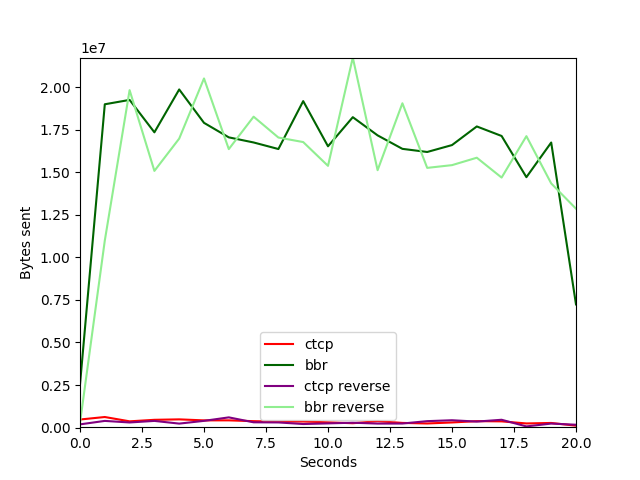 1e7
2.00
1.75
1.50
1.25
1.00
0.75
0.50
0.25
0.00
Bytes sent
ctcp
bbr
ctcp reverse
bbr reverse
0.0 2.5 5.0 7.5 10.0 12.5 15.0 17.5 20.0
Seconds